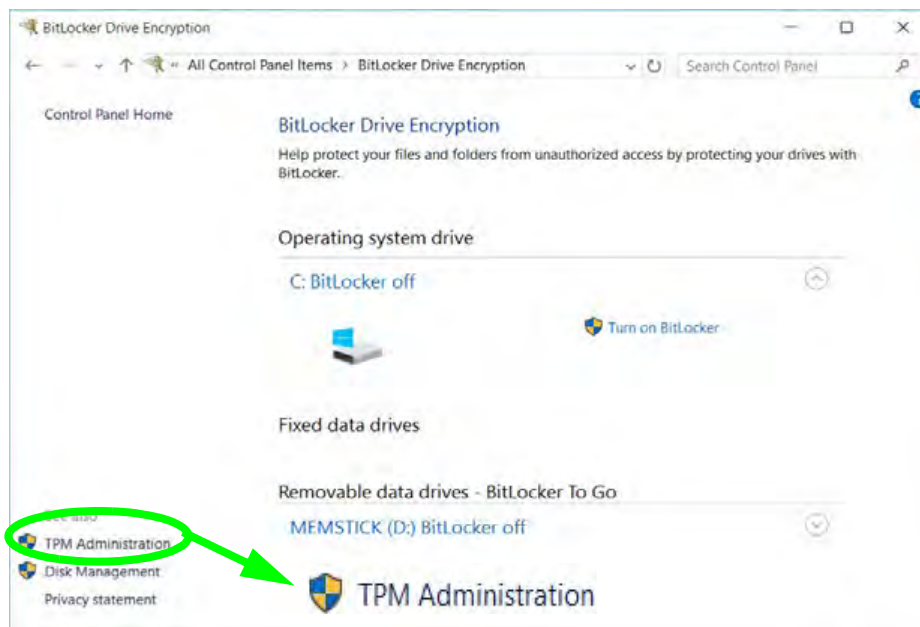 BitLocker Drive Encryption
« All Control Panel Items > BitLocker Drive Encryption
Search Control Panel
Control Panel Home
BitLocker Drive Encryption
Help protect your files and folders from unauthorized access by protecting your drives with
BitLocker.
Operating system drive
C: BitLocker off
Turn on BitLocker
Fixed data drives
Removable data drives - BitLocker To Go
MEMSTICK (D:) BitLocker off
See also
TPM Administration
Disk Management
Privacy statement
TPM Administration